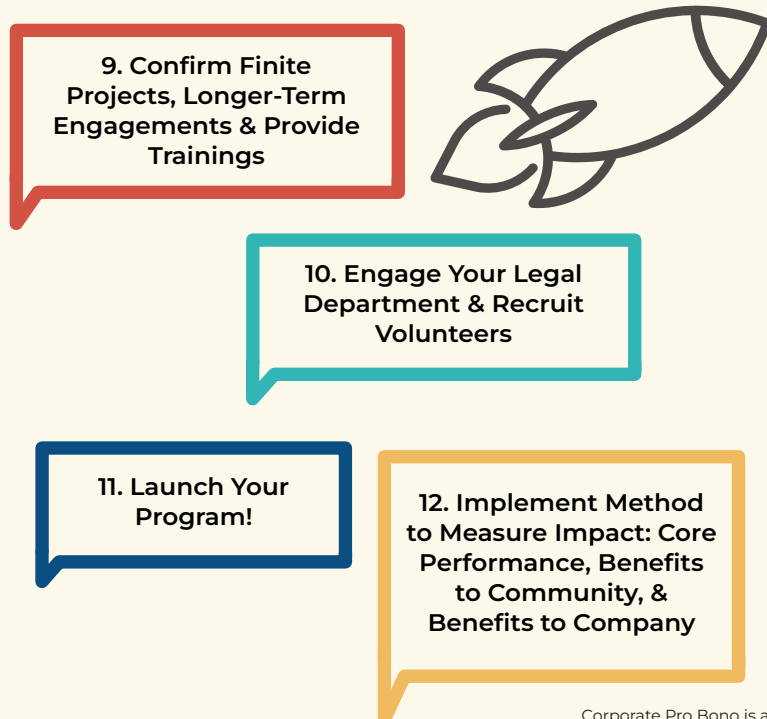 9. Confirm Finite
Projects, Longer-Term
Engagements & Provide
Trainings
10. Engage Your Legal
Department & Recruit
Volunteers
11. Launch Your
Program!
12. Implement Method
to Measure Impact: Core
Performance, Benefits
to Community, &
Benefits to Company
Corporate Pro Bono is a